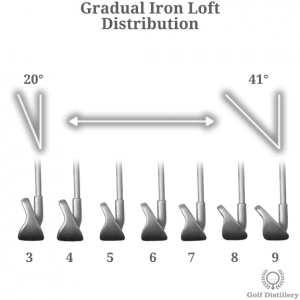 Gradual Iron Loft
Distribution
20° 41°
3 4 5 6 7 8 9
Golf Distillery